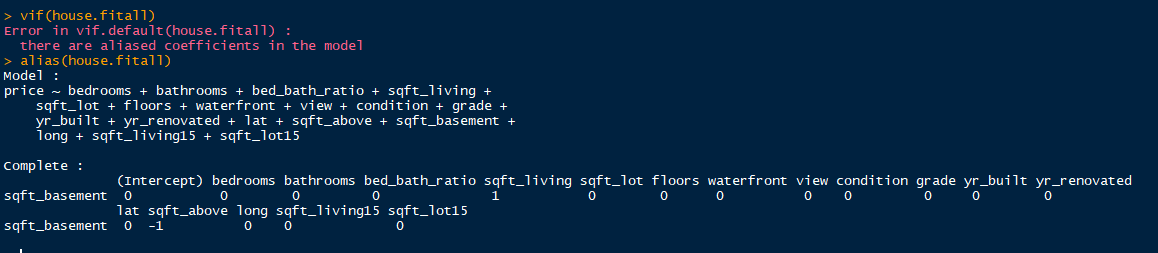 > vif(house.fitall)
Error in vif.default(house.fitall) :
  there are aliased coefficients in the model
> alias(house.fitall)
Model :
price ~ bedrooms + bathrooms + bed_bath_ratio + sqft_living +
    sqft_lot + floors + waterfront + view + condition + grade +
    yr_built + yr_renovated + lat + sqft_above + sqft_basement +
    long + sqft_living15 + sqft_lot15

Complete :
              (Intercept) bedrooms bathrooms bed_bath_ratio sqft_living sqft_lot floors waterfront view condition grade yr_built yr_renovated
sqft_basement  0           0        0         0              1           0        0      0          0    0         0     0        0
              lat sqft_above long sqft_living15 sqft_lot15
sqft_basement  0  -1          0    0             0